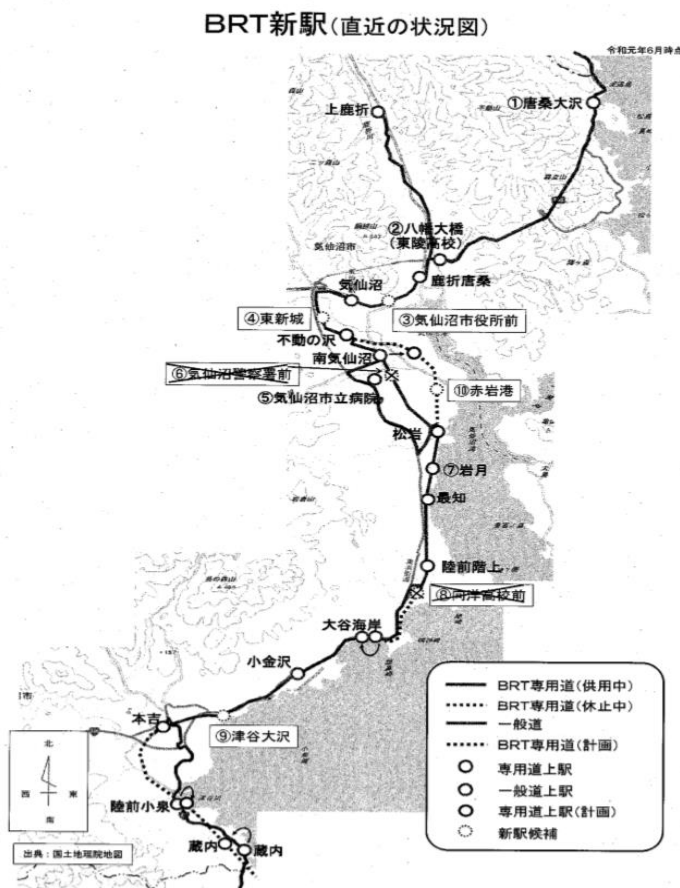 BRT新駅(直近の状況図)
令和元年6月時点
①唐桑大沢
上鹿折
②八幡大橋
(東陵高校)
気仙沼市
鹿折唐桑
気仙沼
④東新城
③気仙沼市役所前
不動の沢
南気仙沼
⑥気仙沼警察署前
⑤気仙沼市立病院
⑩赤岩港
松岩
⑦岩月
最知
陸前階上
⑧向洋高校前
大谷海岸
小金沢
本吉
⑨津谷大沢
陸前小泉
蔵内
蔵内
北
西
東
南
出典:国土地理院地図
BRT専用道(供用中)
BRT専用道(休止中)
一般道
BRT専用道(計画)
専用道上駅
一般道上駅
専用道上駅(計画)
新駅候補